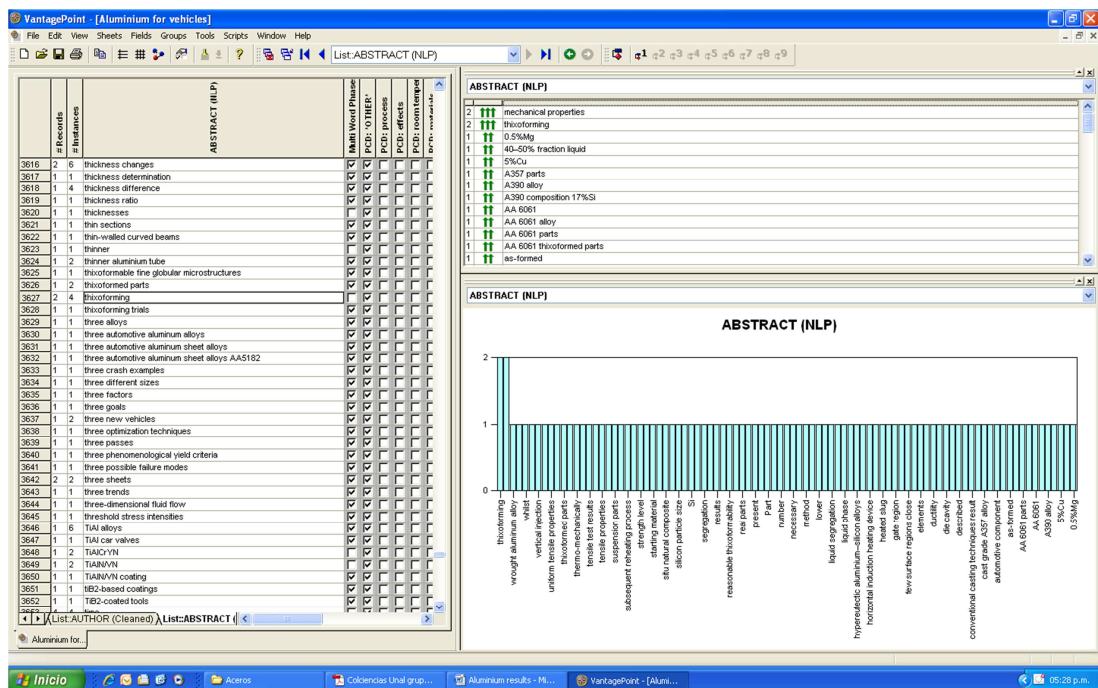 VantagePoint - [Aluminium for vehicles]
File Edit View Sheets Fields Groups Tools Scripts Window Help
List:ABSTRACT (NLP)
1 2 3 4 5 6 7 8 9
# Records
# Instances
ABSTRACT (NLP)
Multi Word Phrase
PCD: 'OTHER'
PCD: process
PCD: effects
PCD: room temper
PCD: materials
3616 2 6 thickness changes
3617 1 1 thickness determination
3618 1 4 thickness difference
3619 1 1 thickness ratio
3620 1 1 thicknesses
3621 1 1 thin sections
3622 1 1 thin-walled curved beams
3623 1 1 thinner
3624 1 2 thinner aluminium tube
3625 1 1 thixoformable fine globular microstructures
3626 1 2 thixoformed parts
3627 2 4 thixoforming
3628 1 1 thixoforming trials
3629 1 1 three alloys
3630 1 1 three automotive aluminum alloys
3631 1 1 three automotive aluminum sheet alloys
3632 1 1 three automotive aluminum sheet alloys AA5182
3633 1 1 three crash examples
3634 1 1 three different sizes
3635 1 1 three factors
3636 1 1 three goals
3637 1 2 three new vehicles
3638 1 1 three optimization techniques
3639 1 1 three passes
3640 1 1 three phenomenological yield criteria
3641 1 1 three possible failure modes
3642 2 2 three sheets
3643 1 1 three trends
3644 1 1 three-dimensional fluid flow
3645 1 1 threshold stress intensities
3646 1 6 TiAl alloys
3647 1 1 TiAl car valves
3648 1 2 TiAlCrYN
3649 1 2 TiAlN/VN
3650 1 1 TiAlN/VN coating
3651 1 1 tiB2-based coatings
3652 1 1 TiB2-coated tools
List:AUTHOR (Cleaned) List::ABSTRACT (
Aluminium for...
ABSTRACT (NLP)
2 mechanical properties
2 thixoforming
1 0.5%Mg
1 40–50% fraction liquid
1 5%Cu
1 A357 parts
1 A390 alloy
1 A390 composition 17%Si
1 AA 6061
1 AA 6061 alloy
1 AA 6061 parts
1 AA 6061 thixoformed parts
1 as-formed
ABSTRACT (NLP)
ABSTRACT (NLP)
2
1
0
thixoforming
wrought aluminum alloy
whilst
vertical injection
uniform tensile properties
thixoformed parts
thermo-mechanically
tensile test results
tensile properties
suspension parts
subsequent reheating process
strength level
starting material
situ natural composite
silicon particle size
Si
segregation
results
reasonable thixoformability
real parts
present
Part
number
necessary
method
lower
liquid segregation
liquid phase
hypereutectic aluminium–silicon alloys
horizontal induction heating device
heated slug
gate region
few surface regions close
elements
ductility
die cavity
described
conventional casting techniques result
cast grade A357 alloy
automotive component
as-formed
AA 6061 parts
AA 6061
A390 alloy
5%Cu
0.5%Mg
Inicio
Aceros
Colciencias Unal grup...
Aluminium results - Mi...
VantagePoint - [Alumi...
05:28 p.m.